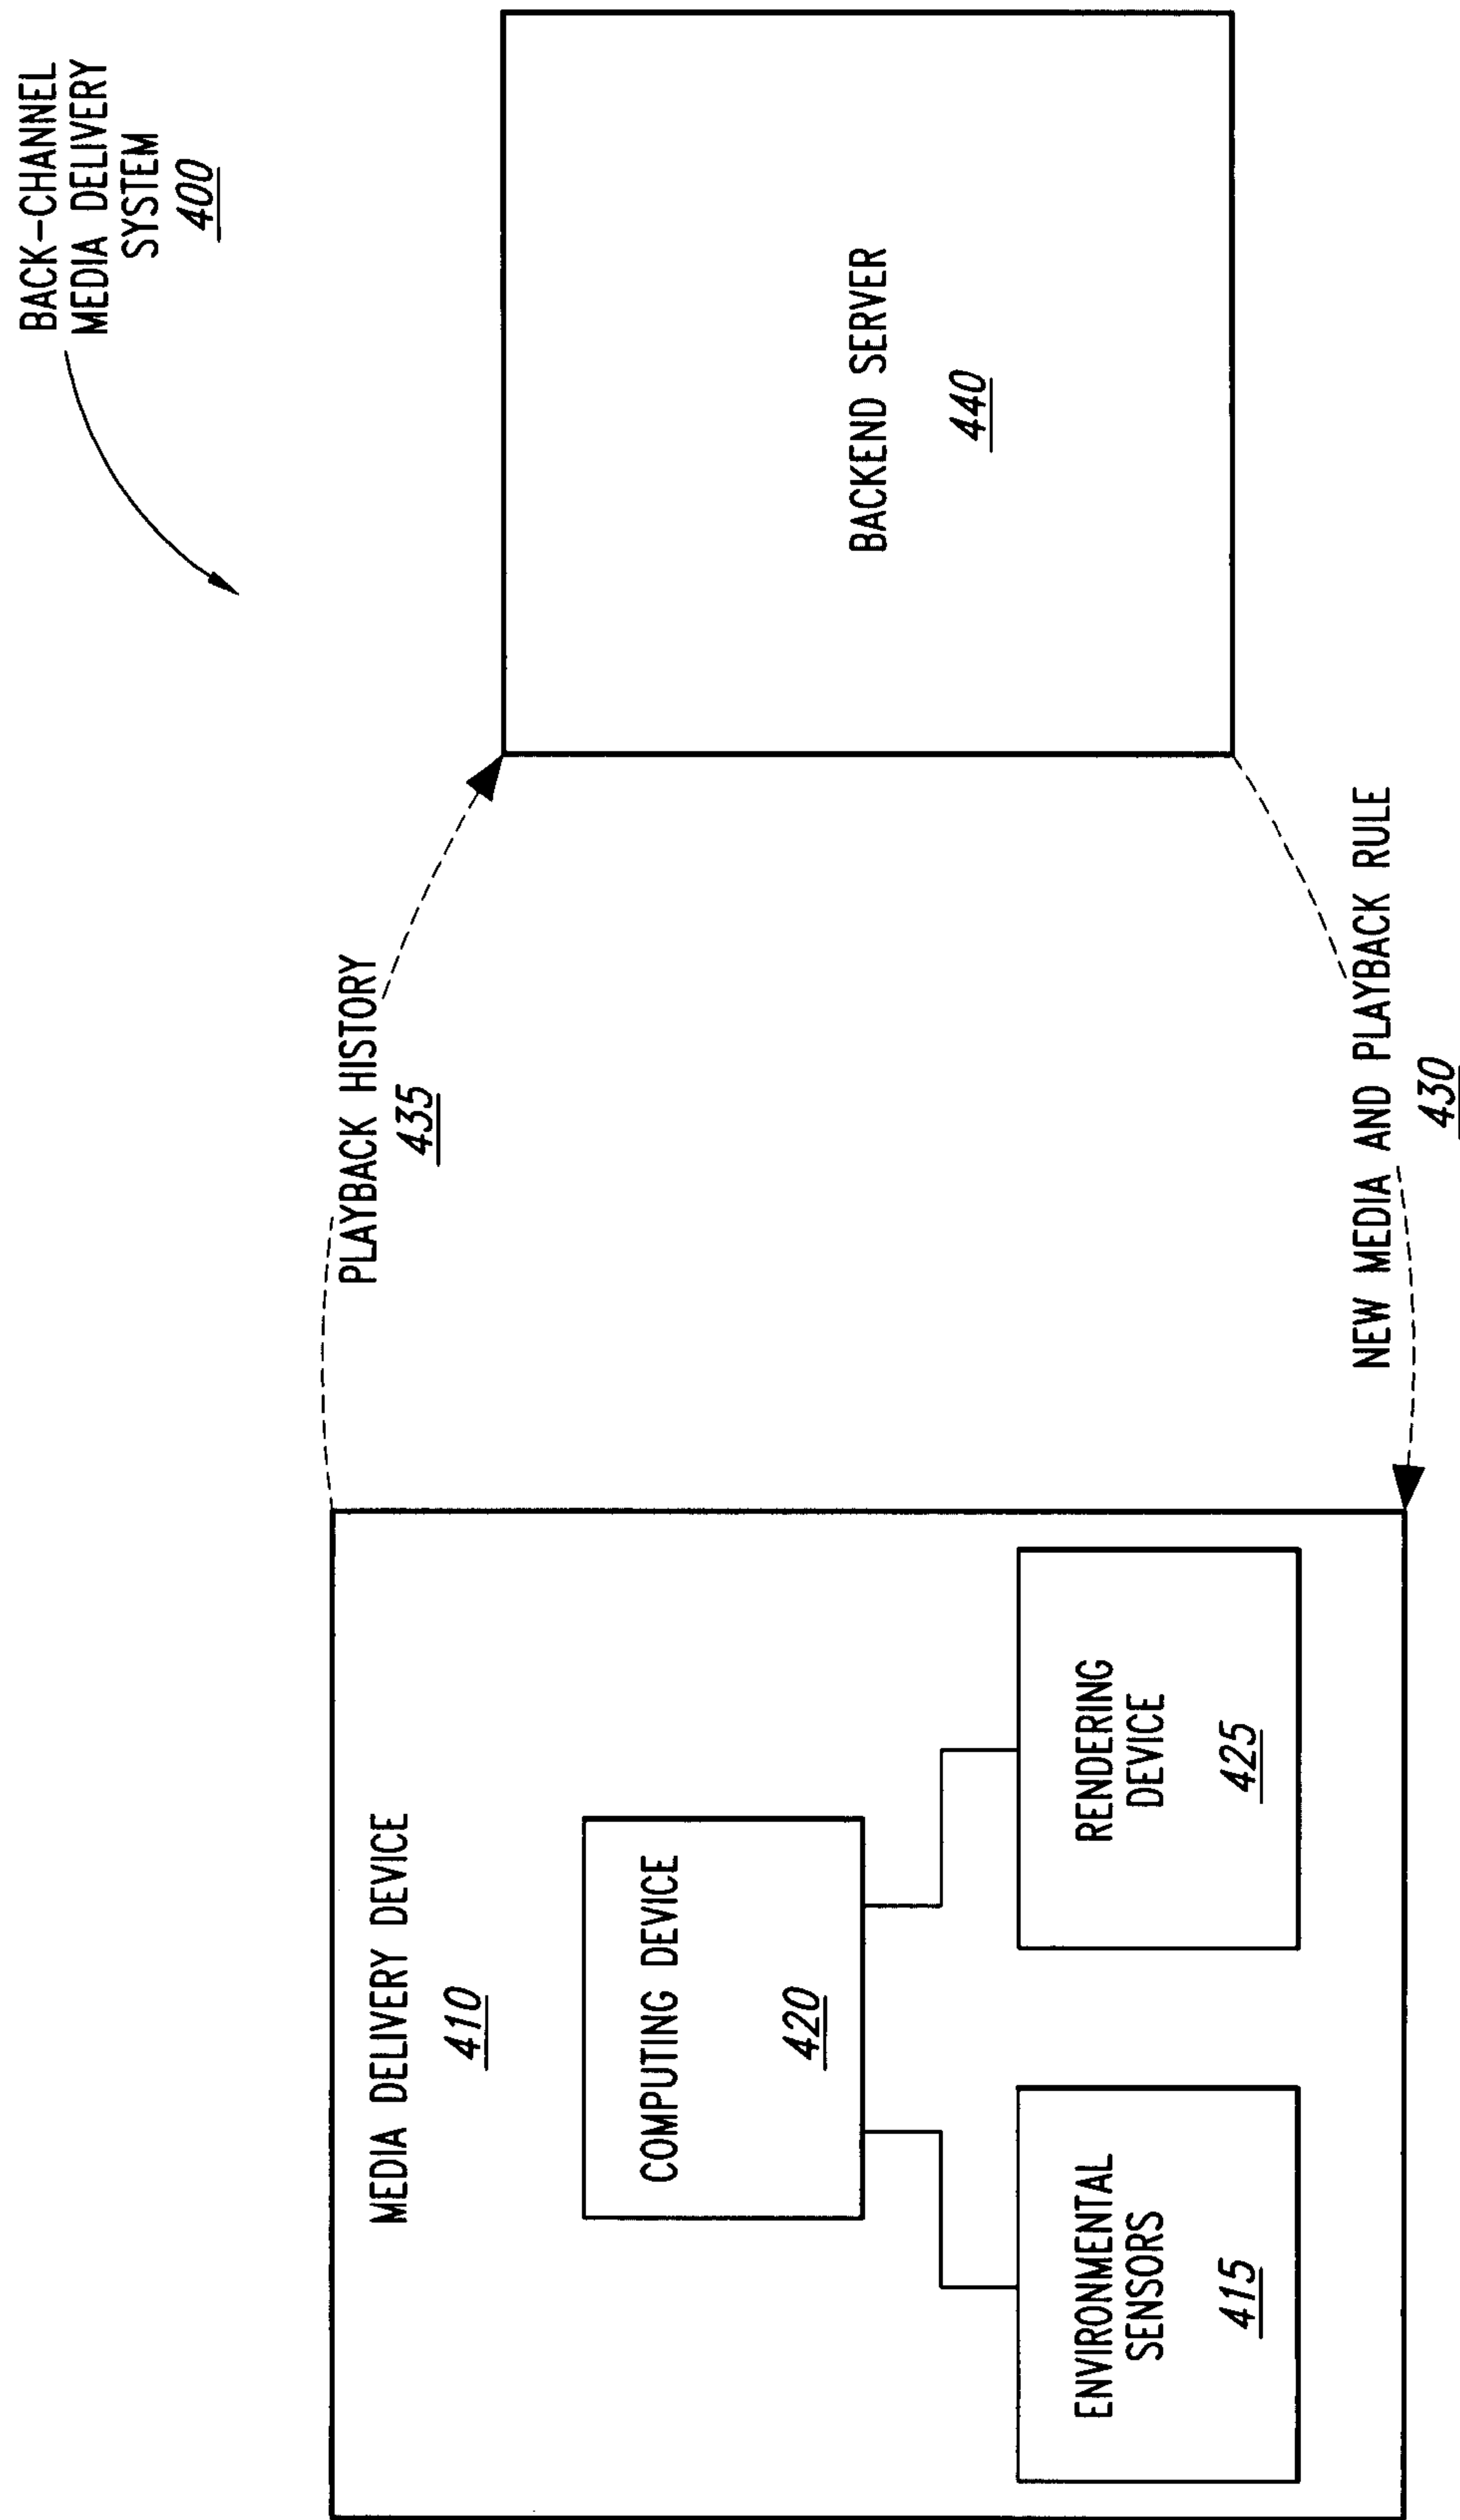 BACK-CHANNEL
MEDIA DELIVERY
SYSTEM
400
MEDIA DELIVERY DEVICE
410
COMPUTING DEVICE
420
ENVIRONMENTAL
SENSORS
415
RENDERING
DEVICE
425
PLAYBACK HISTORY
435
BACKEND SERVER
440
NEW MEDIA AND PLAYBACK RULE
430